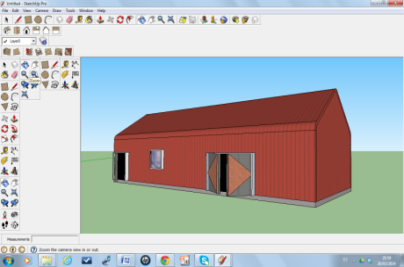 Untitled - SketchUp Pro
File Edit View Camera Draw Tools Window Help
Layer0
Zoom
Measurements
Zoom the camera view in or out.